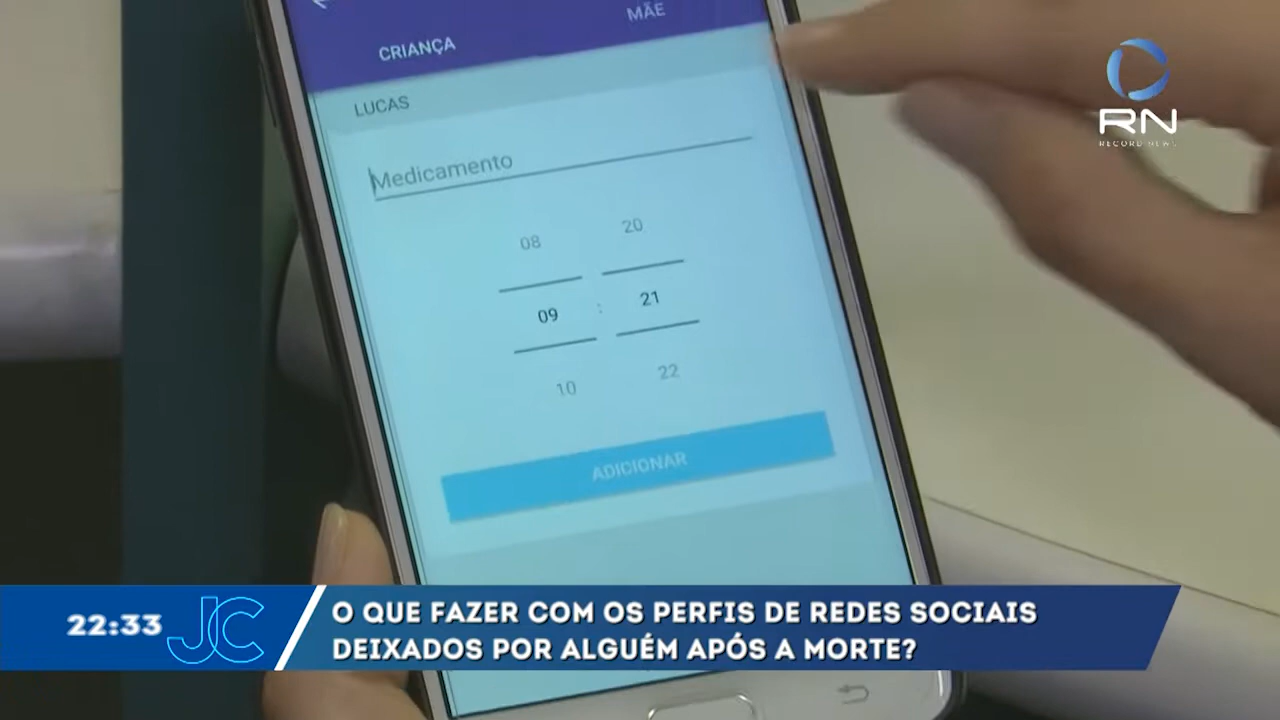 MÃE
CRIANÇA
LUCAS
Medicamento
08 20
09 : 21
10 22
ADICIONAR
RN
RECORD NEWS
22:33 JC
O QUE FAZER COM OS PERFIS DE REDES SOCIAIS
DEIXADOS POR ALGUÉM APÓS A MORTE?